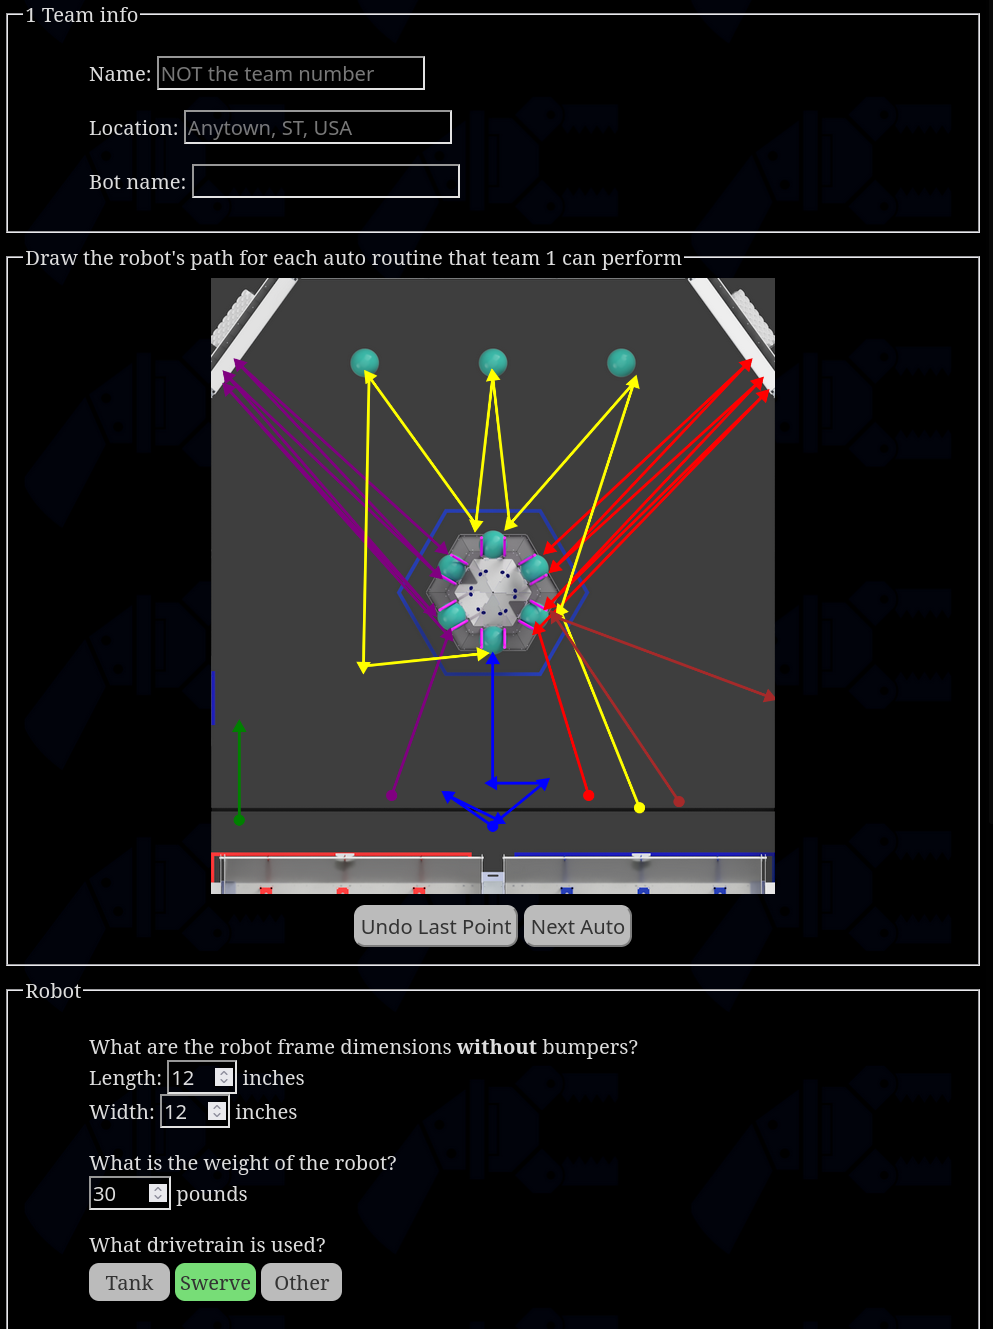 1 Team info
Name: NOT the team number
Location: Anytown, ST, USA
Bot name:
Draw the robot's path for each auto routine that team 1 can perform
Undo Last Point Next Auto
Robot
What are the robot frame dimensions without bumpers?
Length: 12 inches
Width: 12 inches
What is the weight of the robot?
30 pounds
What drivetrain is used?
Tank Swerve Other